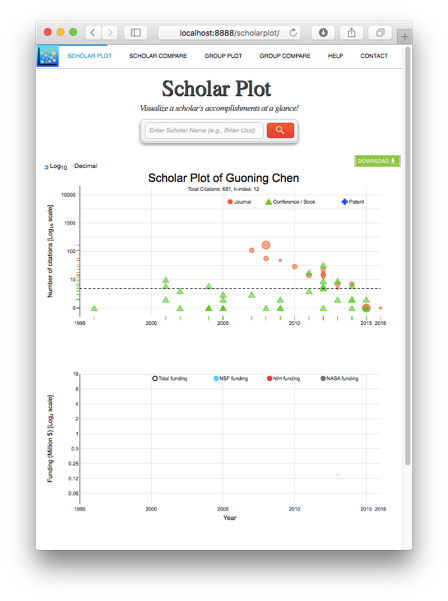 localhost:8888/scholarplot/
SCHOLAR PLOT SCHOLAR COMPARE GROUP PLOT GROUP COMPARE HELP CONTACT
Scholar Plot
Visualize a scholar's accomplishments at a glance!
Enter Scholar Name (e.g., Brian Uzzi)
Log10 Decimal
DOWNLOAD
Scholar Plot of Guoning Chen
Total Citations: 681, h-index: 12
Journal Conference / Book Patent
Number of citations [Log10 scale]
10000
1000
100
10
0
1995 2000 2005 2010 2015 2016
Total funding NSF funding NIH funding NASA funding
Funding (Million $) [Log2 scale]
16
8
4
2
1
0.5
0.25
0.12
0.06
1995 2000 2005 2010 2015 2016
Year